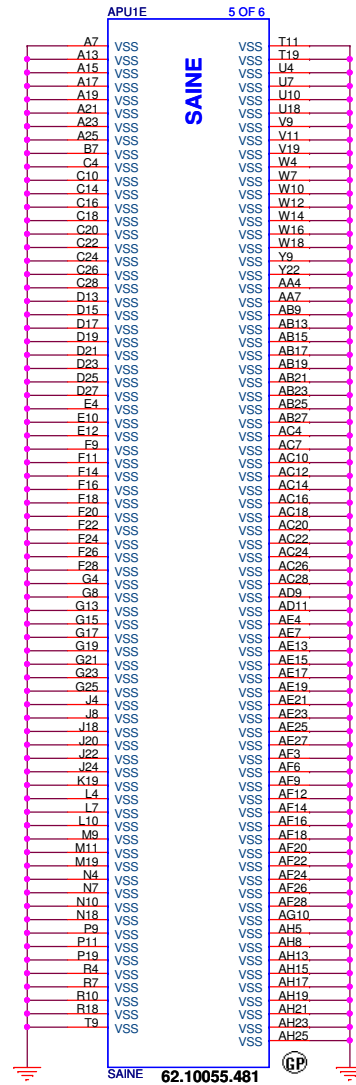 APU1E 5 OF 6
SAINE
A7 VSS VSS T11
A13 VSS VSS T19
A15 VSS VSS U4
A17 VSS VSS U7
A19 VSS VSS U10
A21 VSS VSS U18
A23 VSS VSS V9
A25 VSS VSS V11
B7 VSS VSS V19
C4 VSS VSS W4
C10 VSS VSS W7
C14 VSS VSS W10
C16 VSS VSS W12
C18 VSS VSS W14
C20 VSS VSS W16
C22 VSS VSS W18
C24 VSS VSS Y9
C26 VSS VSS Y22
C28 VSS VSS AA4
D13 VSS VSS AA7
D15 VSS VSS AB9
D17 VSS VSS AB13
D19 VSS VSS AB15
D21 VSS VSS AB17
D23 VSS VSS AB19
D25 VSS VSS AB21
D27 VSS VSS AB23
E4 VSS VSS AB25
E10 VSS VSS AB27
E12 VSS VSS AC4
F9 VSS VSS AC7
F11 VSS VSS AC10
F14 VSS VSS AC12
F16 VSS VSS AC14
F18 VSS VSS AC16
F20 VSS VSS AC18
F22 VSS VSS AC20
F24 VSS VSS AC22
F26 VSS VSS AC24
F28 VSS VSS AC26
G4 VSS VSS AC28
G8 VSS VSS AD9
G13 VSS VSS AD11
G15 VSS VSS AE4
G17 VSS VSS AE7
G19 VSS VSS AE13
G21 VSS VSS AE15
G23 VSS VSS AE17
G25 VSS VSS AE19
J4 VSS VSS AE21
J8 VSS VSS AE23
J18 VSS VSS AE25
J20 VSS VSS AE27
J22 VSS VSS AF3
J24 VSS VSS AF6
K19 VSS VSS AF9
L4 VSS VSS AF12
L7 VSS VSS AF14
L10 VSS VSS AF16
M9 VSS VSS AF18
M11 VSS VSS AF20
M19 VSS VSS AF22
N4 VSS VSS AF24
N7 VSS VSS AF26
N10 VSS VSS AF28
N18 VSS VSS AG10
P9 VSS VSS AH5
P11 VSS VSS AH8
P19 VSS VSS AH13
R4 VSS VSS AH15
R7 VSS VSS AH17
R10 VSS VSS AH19
R18 VSS VSS AH21
T9 VSS VSS AH23
VSS AH25
SAINE 62.10055.481 GP